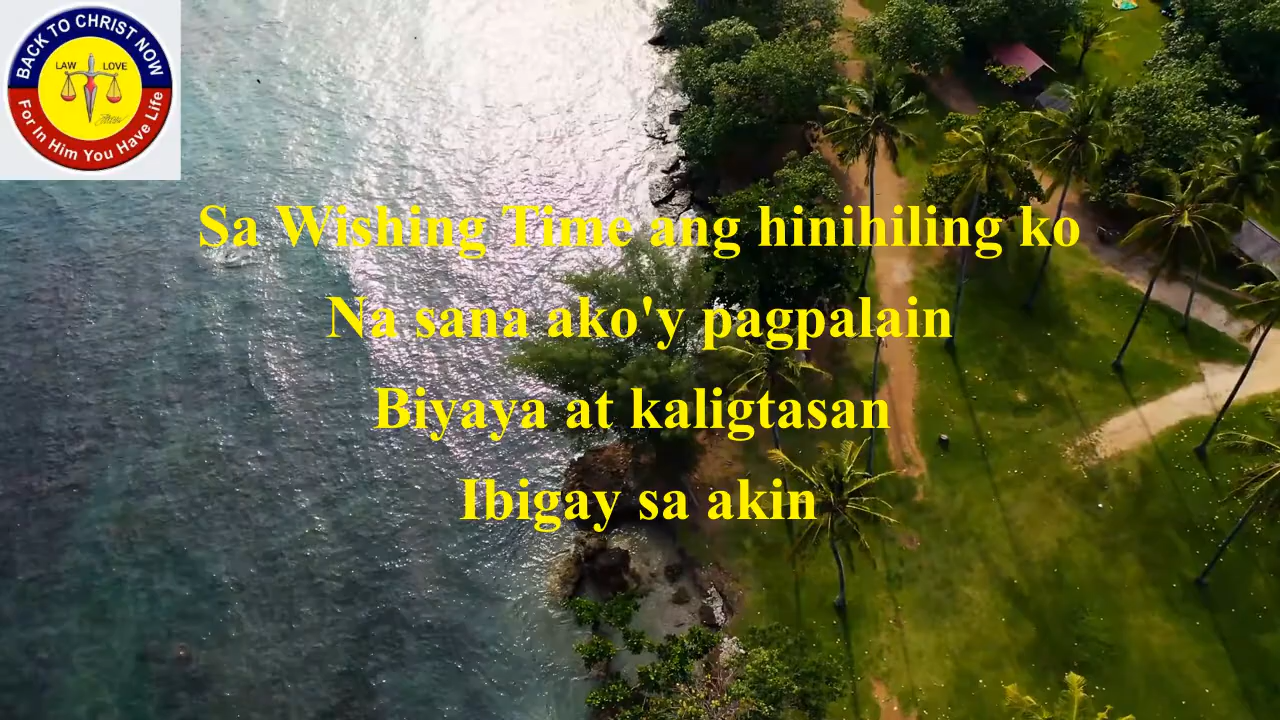 BACK TO CHRIST NOW
LAW LOVE
For In Him You Have Life
Sa Wishing Time ang hinihiling ko
Na sana ako'y pagpalain
Biyaya at kaligtasan
Ibigay sa akin